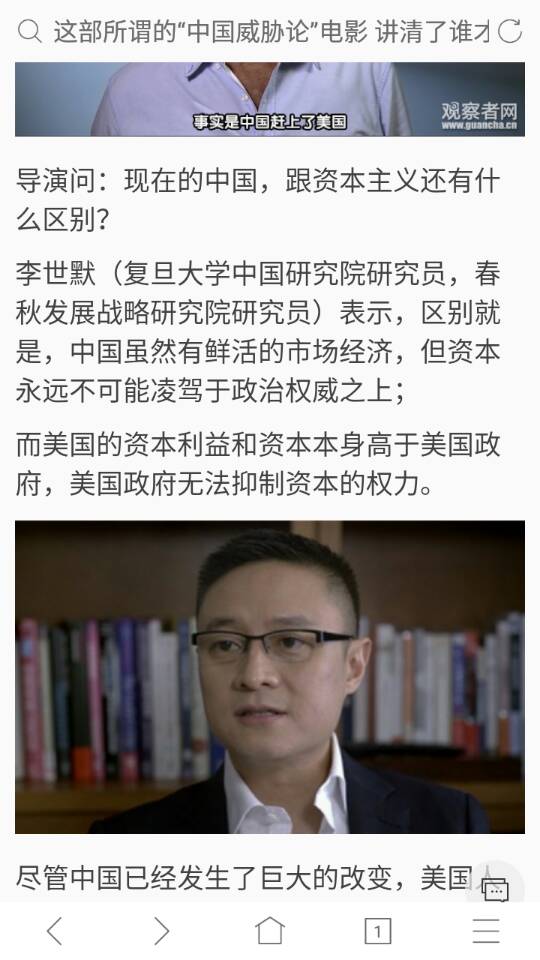 这部所谓的“中国威胁论”电影 讲清了谁
观察者网
www.guancha.cn
事实是中国赶上了美国
导演问：现在的中国，跟资本主义还有什
么区别？
李世默（复旦大学中国研究院研究员，春
秋发展战略研究院研究员）表示，区别就
是，中国虽然有鲜活的市场经济，但资本
永远不可能凌驾于政治权威之上；
而美国的资本利益和资本本身高于美国政
府，美国政府无法抑制资本的权力。
尽管中国已经发生了巨大的改变，美国人
1